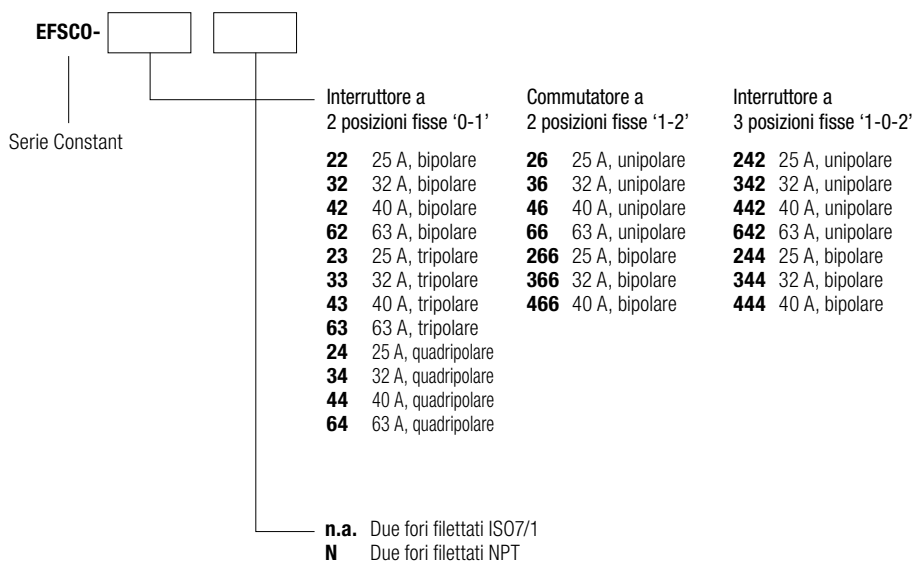 EFSCO-
Serie Constant
Interruttore a
2 posizioni fisse ‘0-1’
22 25 A, bipolare
32 32 A, bipolare
42 40 A, bipolare
62 63 A, bipolare
23 25 A, tripolare
33 32 A, tripolare
43 40 A, tripolare
63 63 A, tripolare
24 25 A, quadripolare
34 32 A, quadripolare
44 40 A, quadripolare
64 63 A, quadripolare
Commutatore a
2 posizioni fisse ‘1-2’
26 25 A, unipolare
36 32 A, unipolare
46 40 A, unipolare
66 63 A, unipolare
266 25 A, bipolare
366 32 A, bipolare
466 40 A, bipolare
Interruttore a
3 posizioni fisse ‘1-0-2’
242 25 A, unipolare
342 32 A, unipolare
442 40 A, unipolare
642 63 A, unipolare
244 25 A, bipolare
344 32 A, bipolare
444 40 A, bipolare
n.a. Due fori filettati ISO7/1
N Due fori filettati NPT